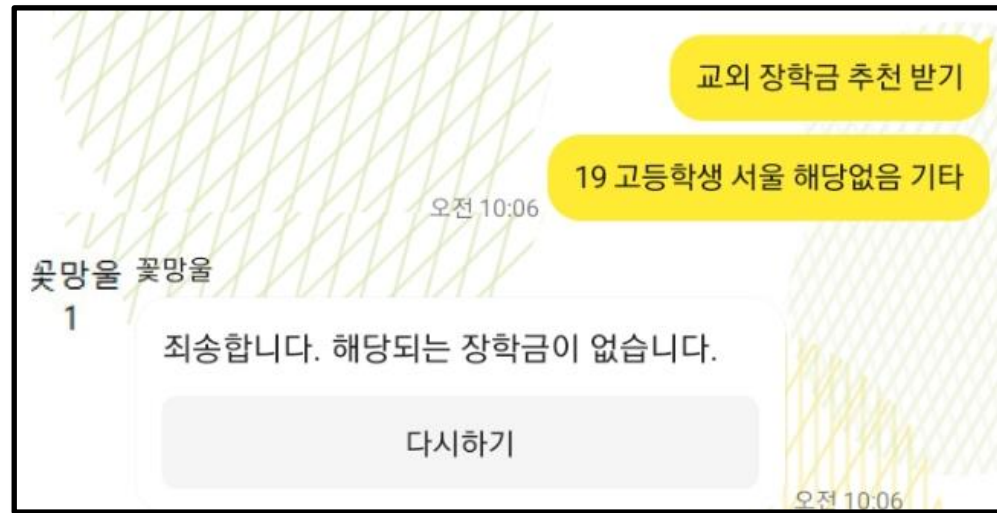 교외 장학금 추천 받기
19 고등학생 서울 해당없음 기타
오전 10:06
꽃망울
1
꽃망울
죄송합니다. 해당되는 장학금이 없습니다.
다시하기
오전 10:06